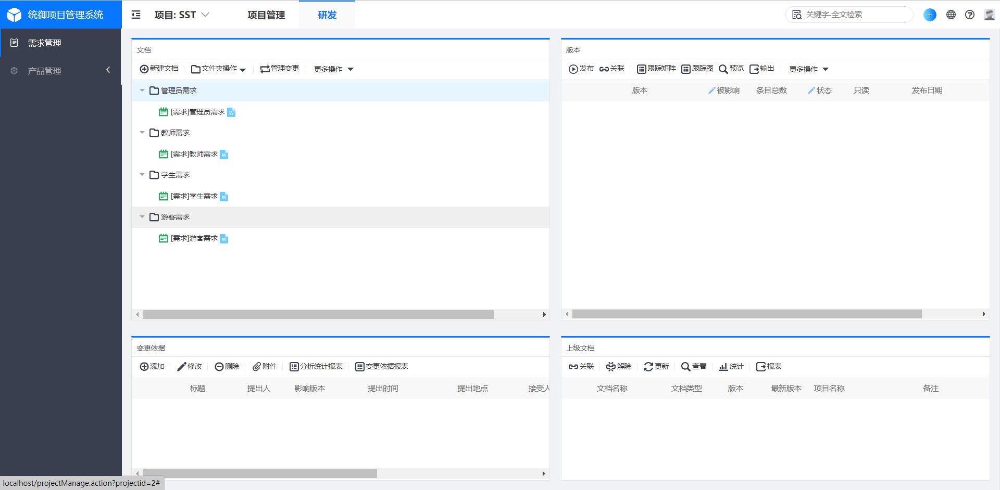 统御项目管理系统
项目: SST
项目管理
研发
关键字-全文检索
需求管理
产品管理
文档
新建文档
文件夹操作
管理变更
更多操作
管理员需求
[需求]管理员需求
教师需求
[需求]教师需求
学生需求
[需求]学生需求
游客需求
[需求]游客需求
版本
发布
关联
跟踪矩阵
跟踪图
预览
输出
更多操作
版本
被影响
条目总数
状态
只读
发布日期
变更依据
添加
修改
删除
附件
分析统计报表
变更依据报表
标题
提出人
影响版本
提出时间
提出地点
接受人
上级文档
关联
解除
更新
查看
统计
报表
文档名称
文档类型
版本
最新版本
项目名称
备注
localhost/projectManage.action?projectid=2#